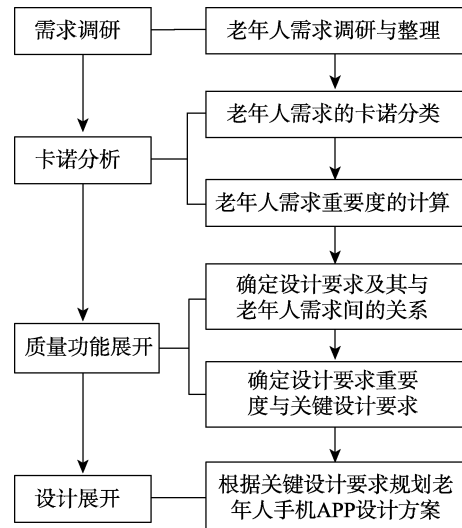 需求调研
老年人需求调研与整理
老年人需求的卡诺分类
卡诺分析
老年人需求重要度的计算
确定设计要求及其与
老年人需求间的关系
质量功能展开
确定设计要求重要
度与关键设计要求
设计展开
根据关键设计要求规划老
年人手机APP设计方案